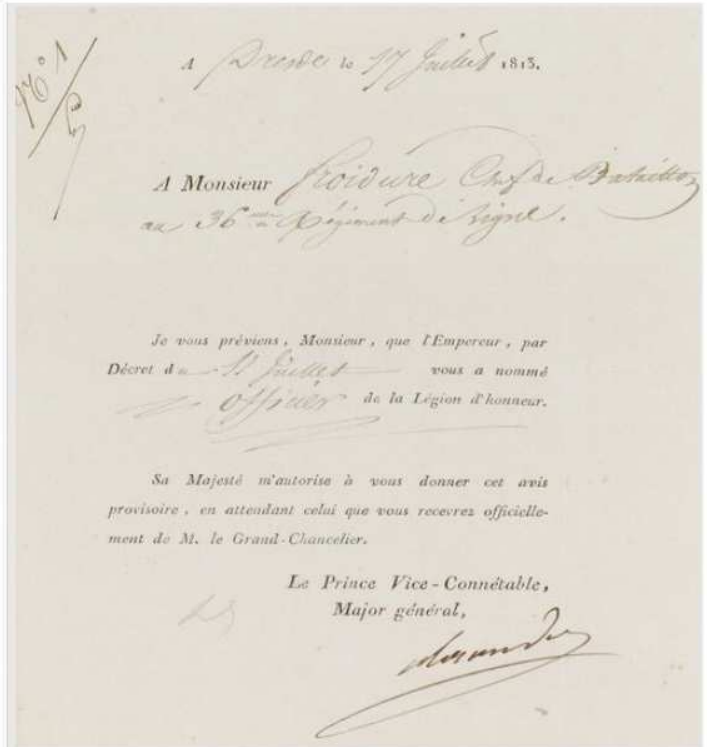 N° 1
A Dresde le 17 Juillet 1813.
A Monsieur froidure Chef de Bataillon
au 36 Régiment de ligne.
Je vous préviens, Monsieur, que l'Empereur, par
Décret du Juillet vous a nommé
officier de la Légion d'honneur.
Sa Majesté m'autorise à vous donner cet avis
provisoire, en attendant celui que vous recevrez officielle-
ment de M. le Grand-Chancelier.
Le Prince Vice-Connétable,
Major général,